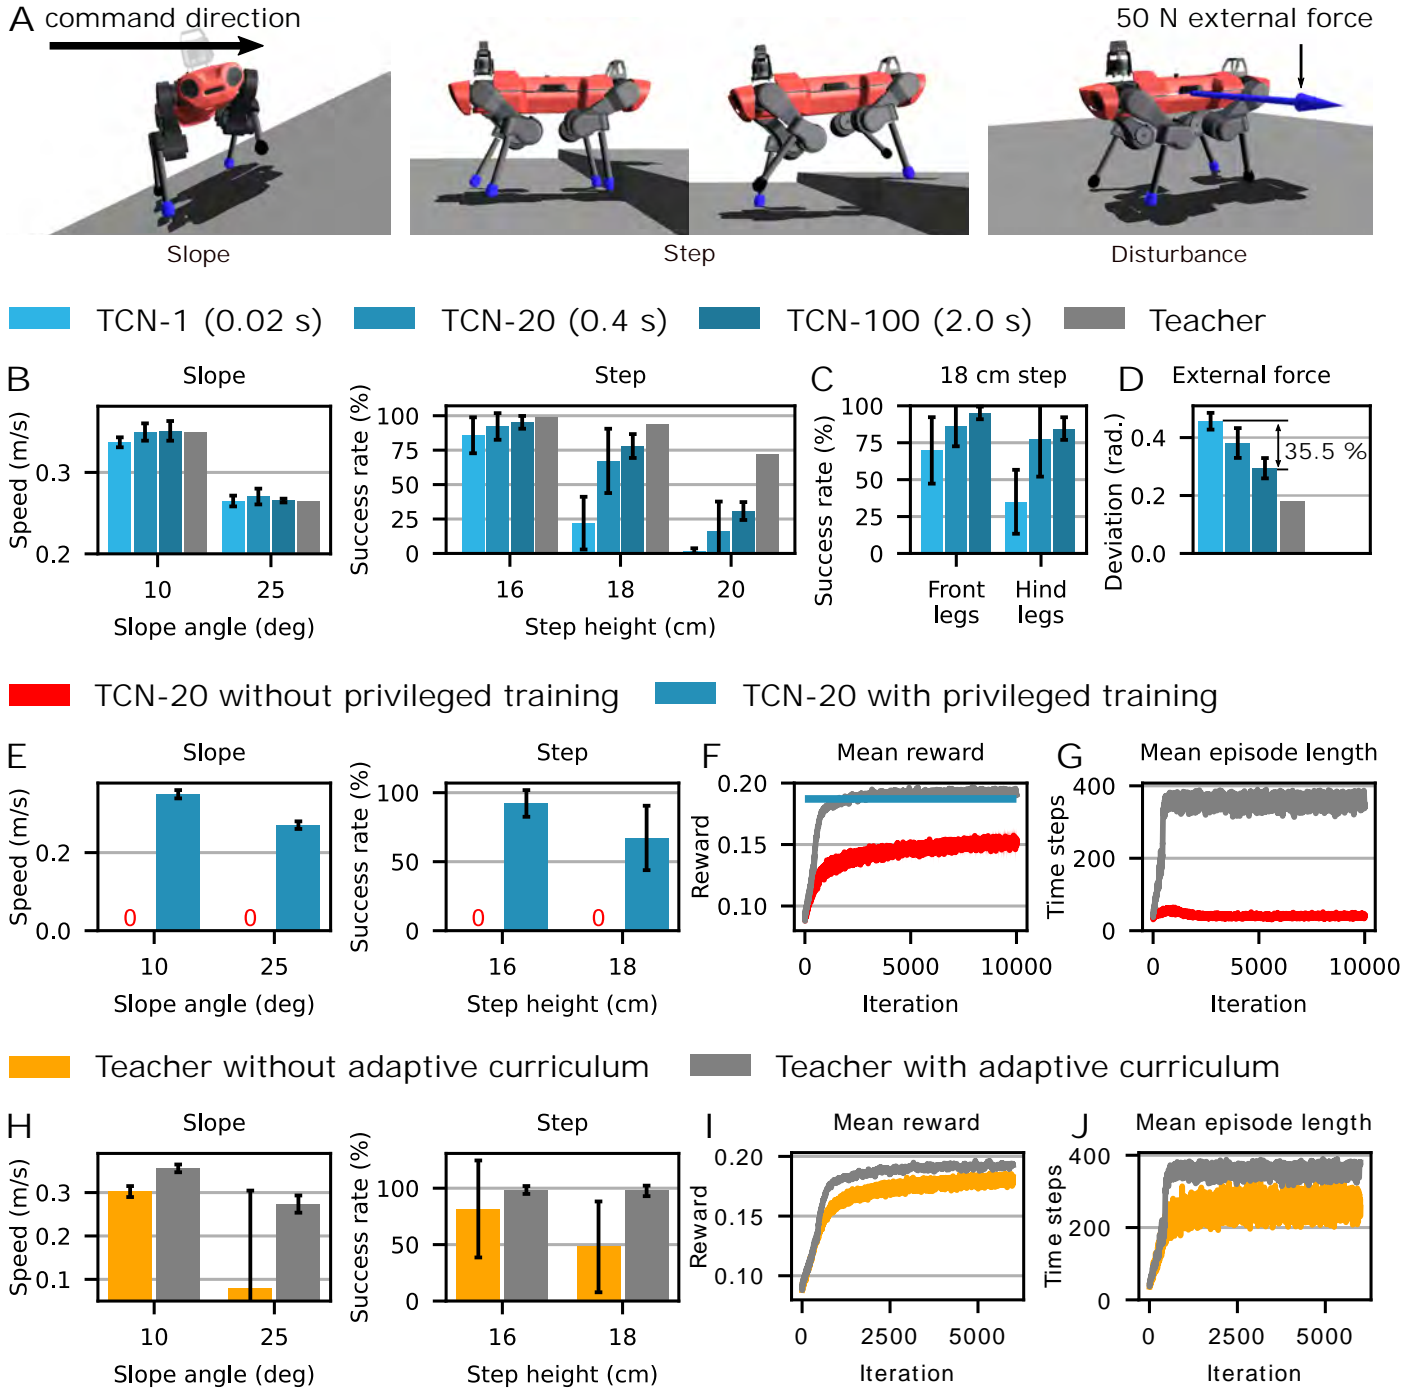 A command direction
50 N external force
Slope
Step
Disturbance
TCN-1 (0.02 s) TCN-20 (0.4 s) TCN-100 (2.0 s) Teacher
B
Slope
Speed (m/s)
0.3
0.2
10 25
Slope angle (deg)
Step
Success rate (%)
100
75
50
25
0
16 18 20
Step height (cm)
C
18 cm step
Success rate (%)
100
75
50
25
0
Front legs
Hind legs
D
External force
Deviation (rad.)
0.4
0.2
0.0
35.5 %
TCN-20 without privileged training TCN-20 with privileged training
E
Slope
Speed (m/s)
0.2
0.0
0 0
10 25
Slope angle (deg)
Step
Success rate (%)
100
50
0
0 0
16 18
Step height (cm)
F
Mean reward
Reward
0.20
0.15
0.10
0 5000 10000
Iteration
G
Mean episode length
Time steps
400
200
0
0 5000 10000
Iteration
Teacher without adaptive curriculum Teacher with adaptive curriculum
H
Slope
Speed (m/s)
0.3
0.2
0.1
10 25
Slope angle (deg)
Step
Success rate (%)
100
50
0
16 18
Step height (cm)
I
Mean reward
Reward
0.20
0.15
0.10
0 2500 5000
Iteration
J
Mean episode length
Time steps
400
200
0
0 2500 5000
Iteration